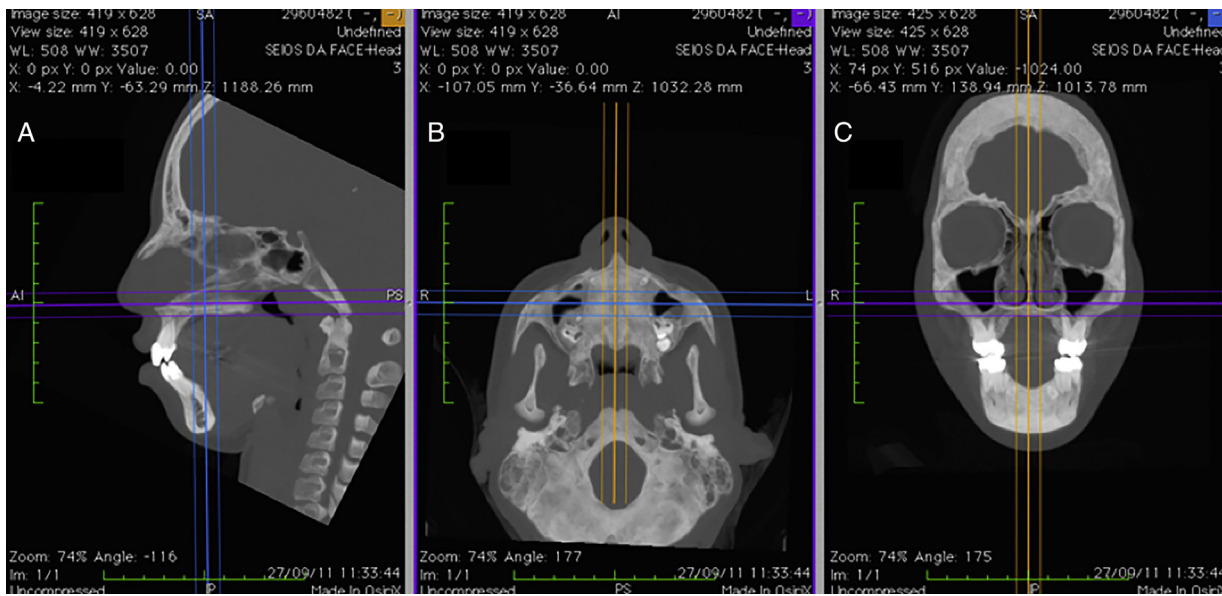 Image size: 419 x 628
SA
2960482 ( -, -)
View size: 419 x 628
Undefined
WL: 508 WW: 3507
SEIOS DA FACE-Head
X: 0 px Y: 0 px Value: 0.00
3
X: -4.22 mm Y: -63.29 mm Z: 1188.26 mm
A
AI
PS
Zoom: 74% Angle: -116
Im: 1/1
27/09/11 11:33:44
Uncompressed
IP
Made In OsiriX
Image size: 419 x 628
AI
2960482 ( -, -)
View size: 419 x 628
Undefined
WL: 508 WW: 3507
SEIOS DA FACE-Head
X: 0 px Y: 0 px Value: 0.00
3
X: -107.05 mm Y: -36.64 mm Z: 1032.28 mm
B
R
L
Zoom: 74% Angle: 177
Im: 1/1
27/09/11 11:33:44
Uncompressed
PS
Made In OsiriX
Image size: 425 x 628
SA
2960482 ( -, -)
View size: 425 x 628
Undefined
WL: 508 WW: 3507
SEIOS DA FACE-Head
X: 74 px Y: 516 px Value: -1024.00
3
X: -66.43 mm Y: 138.94 mm Z: 1013.78 mm
C
R
Zoom: 74% Angle: 175
Im: 1/1
27/09/11 11:33:44
Uncompressed
IP
Made In OsiriX